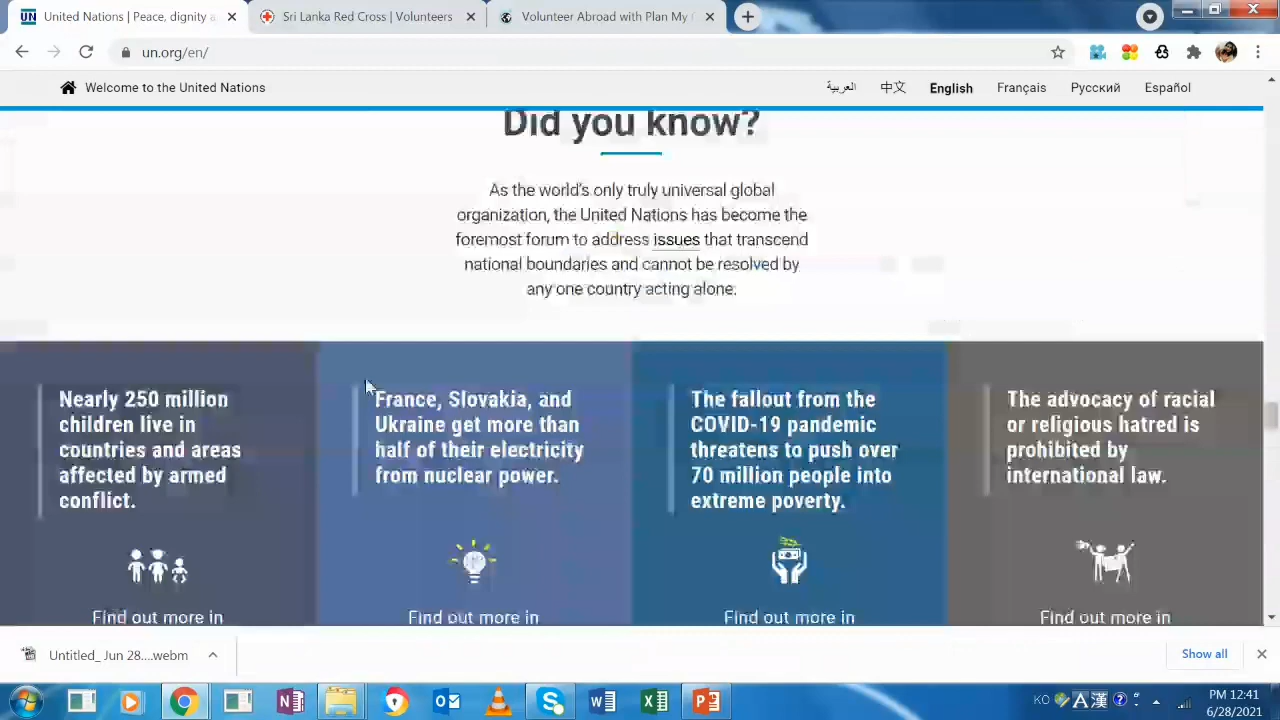 United Nations | Peace, dignity a
Sri Lanka Red Cross | Volunteers
Volunteer Abroad with Plan My
un.org/en/
Welcome to the United Nations
العربية
中文
English
Français
Русский
Español
Did you know?
As the world's only truly universal global
organization, the United Nations has become the
foremost forum to address issues that transcend
national boundaries and cannot be resolved by
any one country acting alone.
Nearly 250 million
children live in
countries and areas
affected by armed
conflict.
Find out more in
France, Slovakia, and
Ukraine get more than
half of their electricity
from nuclear power.
Find out more in
The fallout from the
COVID-19 pandemic
threatens to push over
70 million people into
extreme poverty.
Find out more in
The advocacy of racial
or religious hatred is
prohibited by
international law.
Find out more in
Untitled_ Jun 28....webm
Show all
KO
A
漢
PM 12:41
6/28/2021